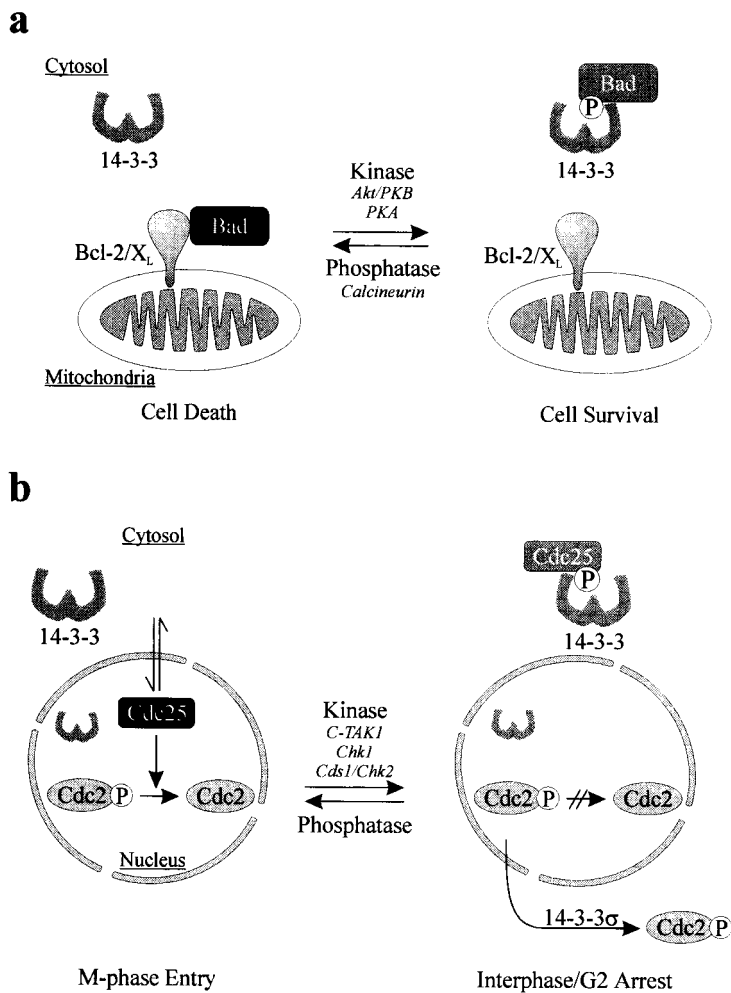 a
Cytosol
14-3-3
Bad
Bcl-2/XL
Mitochondria
Cell Death
Kinase
Akt/PKB
PKA
Phosphatase
Calcineurin
Bad
P
14-3-3
Bcl-2/XL
Cell Survival
b
Cytosol
14-3-3
Cdc25
Cdc2 P
Cdc2
Nucleus
M-phase Entry
Kinase
C-TAK1
Chk1
Cds1/Chk2
Phosphatase
Cdc25
P
14-3-3
Cdc2 P
Cdc2
14-3-3σ
Cdc2 P
Interphase/G2 Arrest